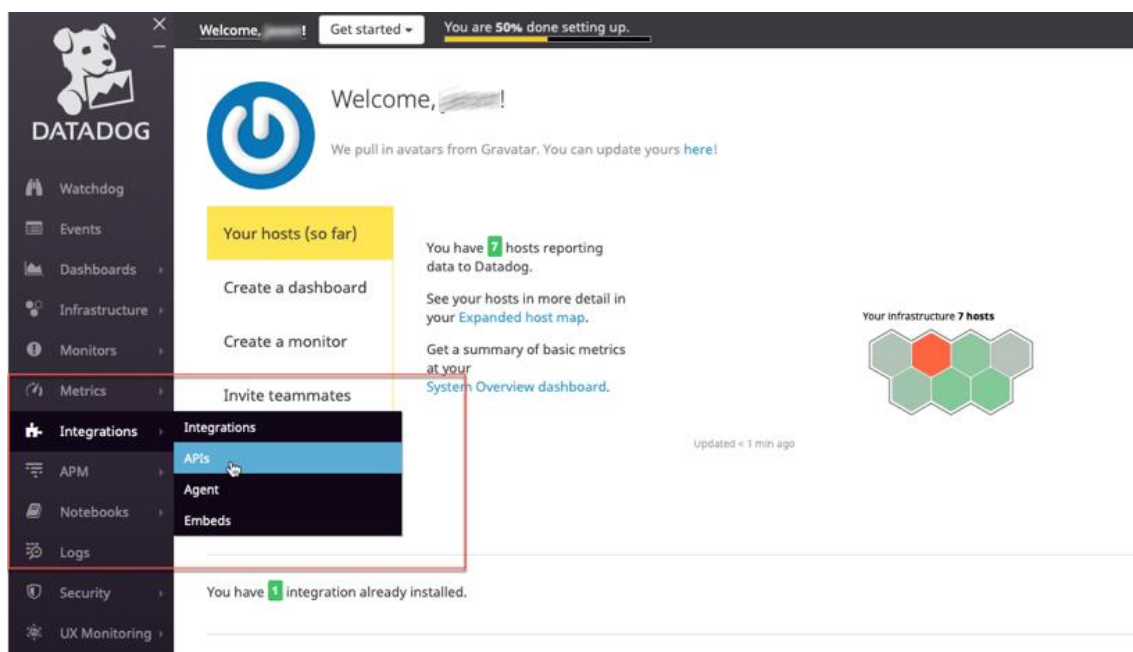 DATADOG
Watchdog
Events
Dashboards
Infrastructure
Monitors
Metrics
Integrations
APM
Notebooks
Logs
Security
UX Monitoring
Welcome, !
Get started
You are 50% done setting up.
Welcome, !
We pull in avatars from Gravatar. You can update yours here!
Your hosts (so far)
Create a dashboard
Create a monitor
Invite teammates
Integrations
APIs
Agent
Embeds
You have 7 hosts reporting
data to Datadog.
See your hosts in more detail in
your Expanded host map.
Get a summary of basic metrics
at your
System Overview dashboard.
Your infrastructure 7 hosts
Updated < 1 min ago
You have 1 integration already installed.